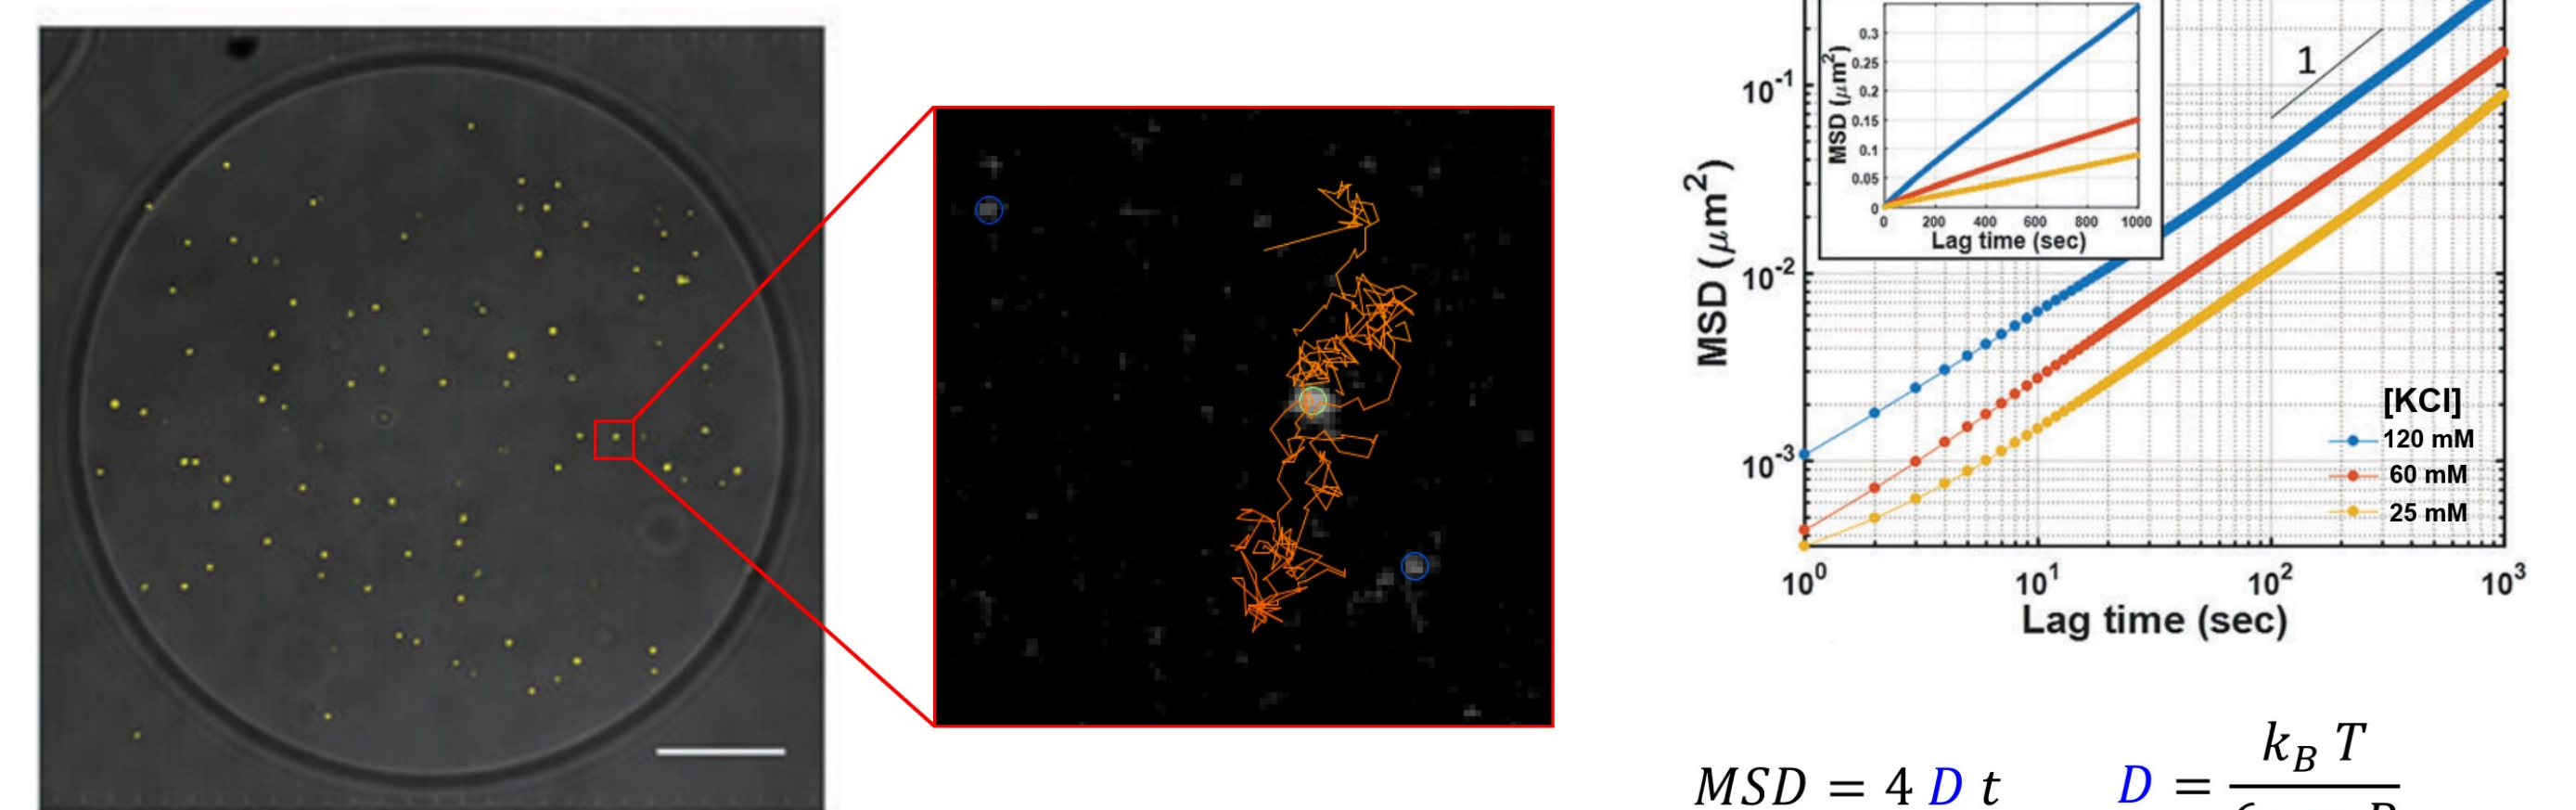 0.3
0.25
0.2
0.15
0.1
0.05
0
MSD (μm²)
0 200 400 600 800 1000
Lag time (sec)
1
10⁻¹
10⁻²
10⁻³
MSD (μm²)
[KCl]
120 mM
60 mM
25 mM
10⁰ 10¹ 10² 10³
Lag time (sec)
MSD = 4 D t
D = k_B T